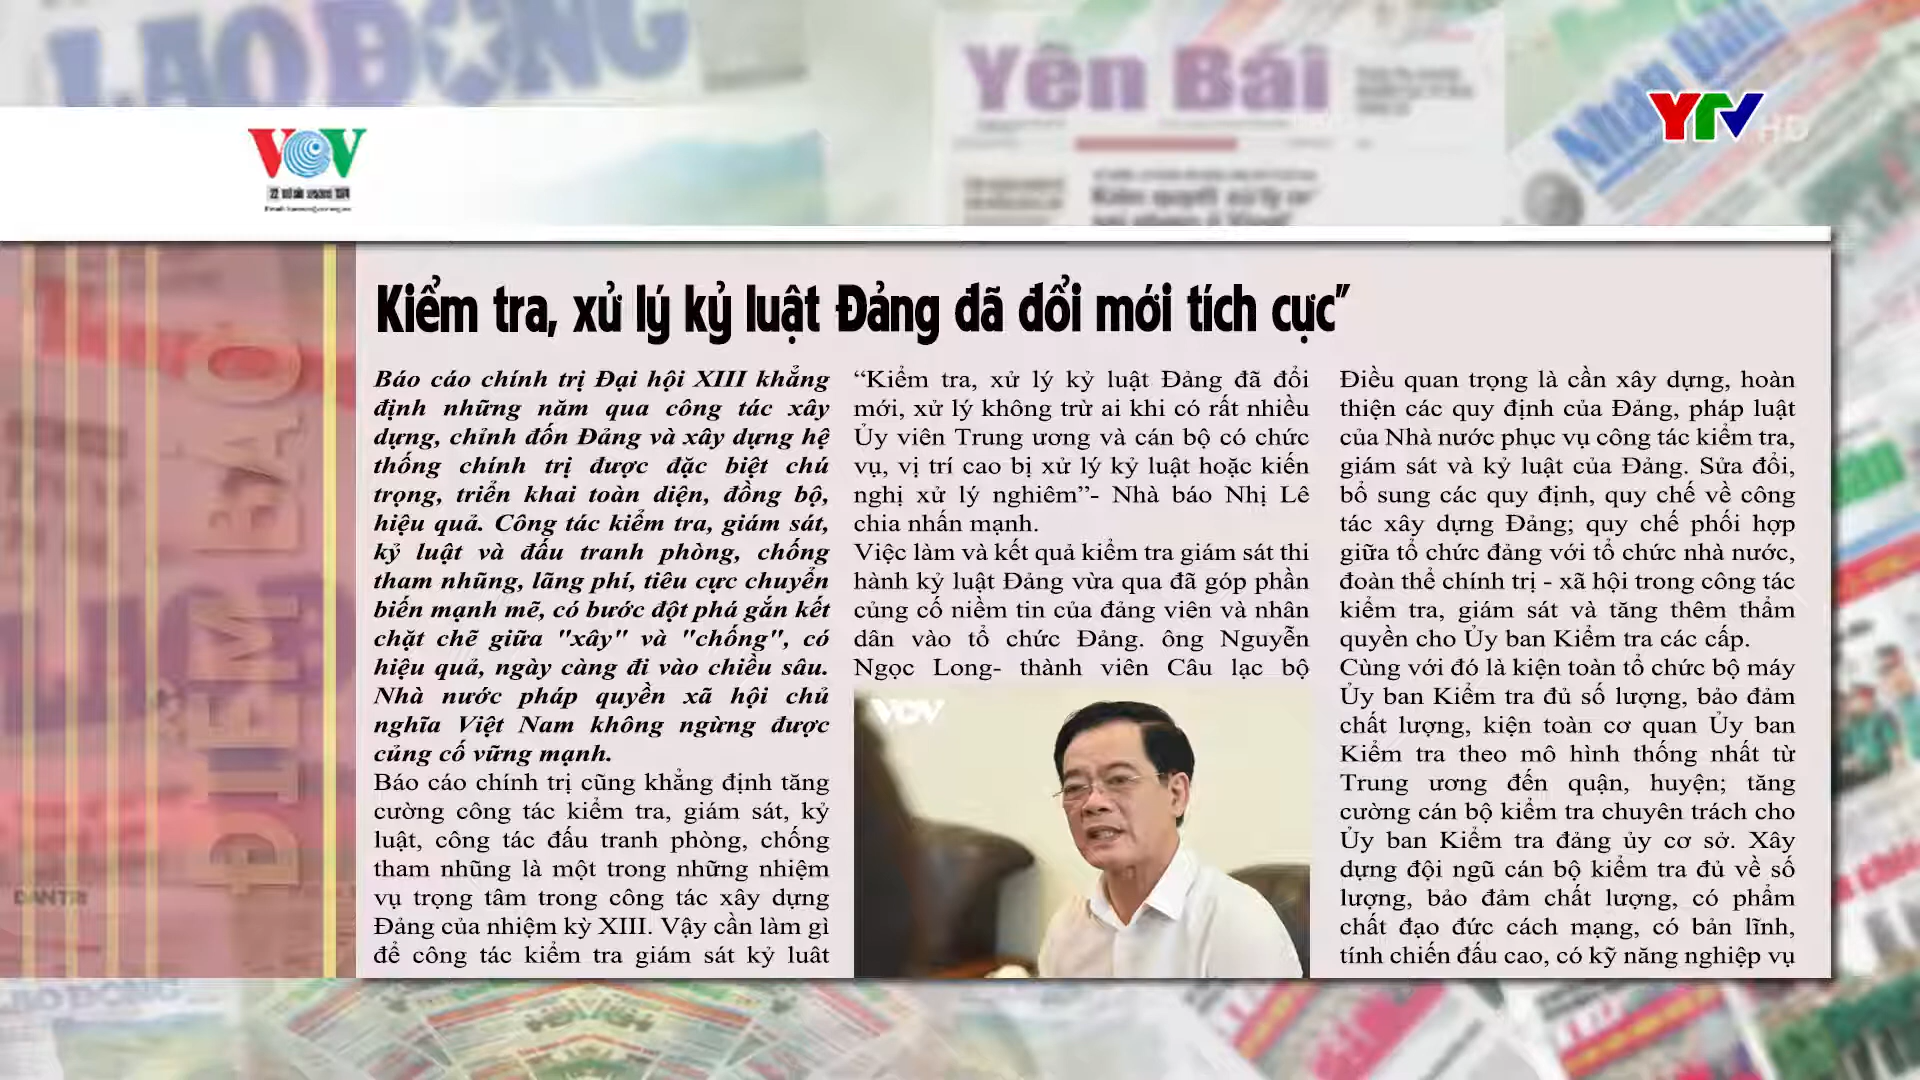 LAO ĐỘNG
Yên Bái
Nhân Dân
YTV HD
VOV
Kiểm tra, xử lý kỷ luật Đảng đã đổi mới tích cực"
ĐIỂM BÁO
DANTRI
Báo cáo chính trị Đại hội XIII khẳng
định những năm qua công tác xây
dựng, chỉnh đốn Đảng và xây dựng hệ
thống chính trị được đặc biệt chú
trọng, triển khai toàn diện, đồng bộ,
hiệu quả. Công tác kiểm tra, giám sát,
kỷ luật và đấu tranh phòng, chống
tham nhũng, lãng phí, tiêu cực chuyển
biến mạnh mẽ, có bước đột phá gắn kết
chặt chẽ giữa "xây" và "chống", có
hiệu quả, ngày càng đi vào chiều sâu.
Nhà nước pháp quyền xã hội chủ
nghĩa Việt Nam không ngừng được
củng cố vững mạnh.
Báo cáo chính trị cũng khẳng định tăng
cường công tác kiểm tra, giám sát, kỷ
luật, công tác đấu tranh phòng, chống
tham nhũng là một trong những nhiệm
vụ trọng tâm trong công tác xây dựng
Đảng của nhiệm kỳ XIII. Vậy cần làm gì
để công tác kiểm tra giám sát kỷ luât
“Kiểm tra, xử lý kỷ luật Đảng đã đổi
mới, xử lý không trừ ai khi có rất nhiều
Ủy viên Trung ương và cán bộ có chức
vụ, vị trí cao bị xử lý kỷ luật hoặc kiến
nghị xử lý nghiêm”- Nhà báo Nhị Lê
chia nhấn mạnh.
Việc làm và kết quả kiểm tra giám sát thi
hành kỷ luật Đảng vừa qua đã góp phần
củng cố niềm tin của đảng viên và nhân
dân vào tổ chức Đảng. ông Nguyễn
Ngọc Long- thành viên Câu lạc bộ
VOV
Điều quan trọng là cần xây dựng, hoàn
thiện các quy định của Đảng, pháp luật
của Nhà nước phục vụ công tác kiểm tra,
giám sát và kỷ luật của Đảng. Sửa đổi,
bổ sung các quy định, quy chế về công
tác xây dựng Đảng; quy chế phối hợp
giữa tổ chức đảng với tổ chức nhà nước,
đoàn thể chính trị - xã hội trong công tác
kiểm tra, giám sát và tăng thêm thẩm
quyền cho Ủy ban Kiểm tra các cấp.
Cùng với đó là kiện toàn tổ chức bộ máy
Ủy ban Kiểm tra đủ số lượng, bảo đảm
chất lượng, kiện toàn cơ quan Ủy ban
Kiểm tra theo mô hình thống nhất từ
Trung ương đến quận, huyện; tăng
cường cán bộ kiểm tra chuyên trách cho
Ủy ban Kiểm tra đảng ủy cơ sở. Xây
dựng đội ngũ cán bộ kiểm tra đủ về số
lượng, bảo đảm chất lượng, có phẩm
chất đạo đức cách mạng, có bản lĩnh,
tính chiến đấu cao, có kỹ năng nghiệp vụ
LAO ĐỘNG